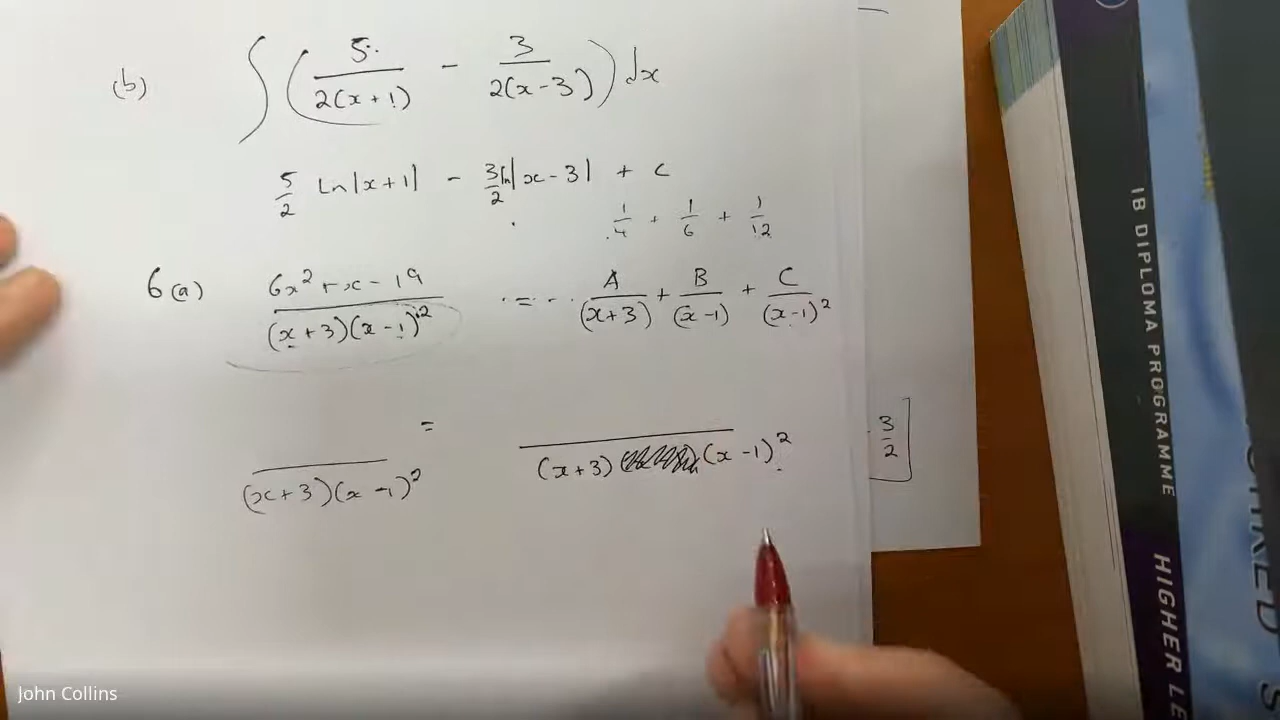 (b) ∫ ( 5/2(x+1) - 3/2(x-3) ) dx
5/2 Ln|x+1| - 3/2 ln|x-3| + c
1/4 + 1/6 + 1/12
6(a) 6x² + x - 19 / (x+3)(x-1)² = A/(x+3) + B/(x-1) + C/(x-1)²
=
(x+3)(x-1)²
(x+3) (x-1)²
3/2
IB DIPLOMA PROGRAMME
HIGHER LE
John Collins